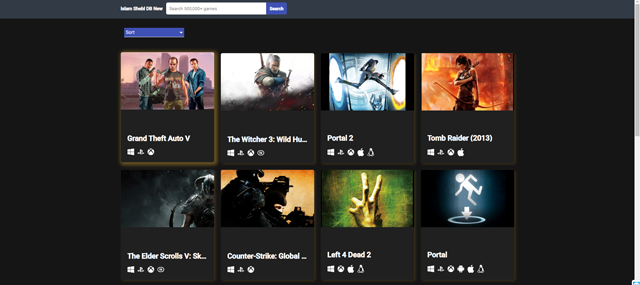 Islam Shebl DB New
Search 500,000+ games
Search
Sort
Grand Theft Auto V
The Witcher 3: Wild Hu...
Portal 2
Tomb Raider (2013)
The Elder Scrolls V: Sk...
Counter-Strike: Global ...
Left 4 Dead 2
Portal